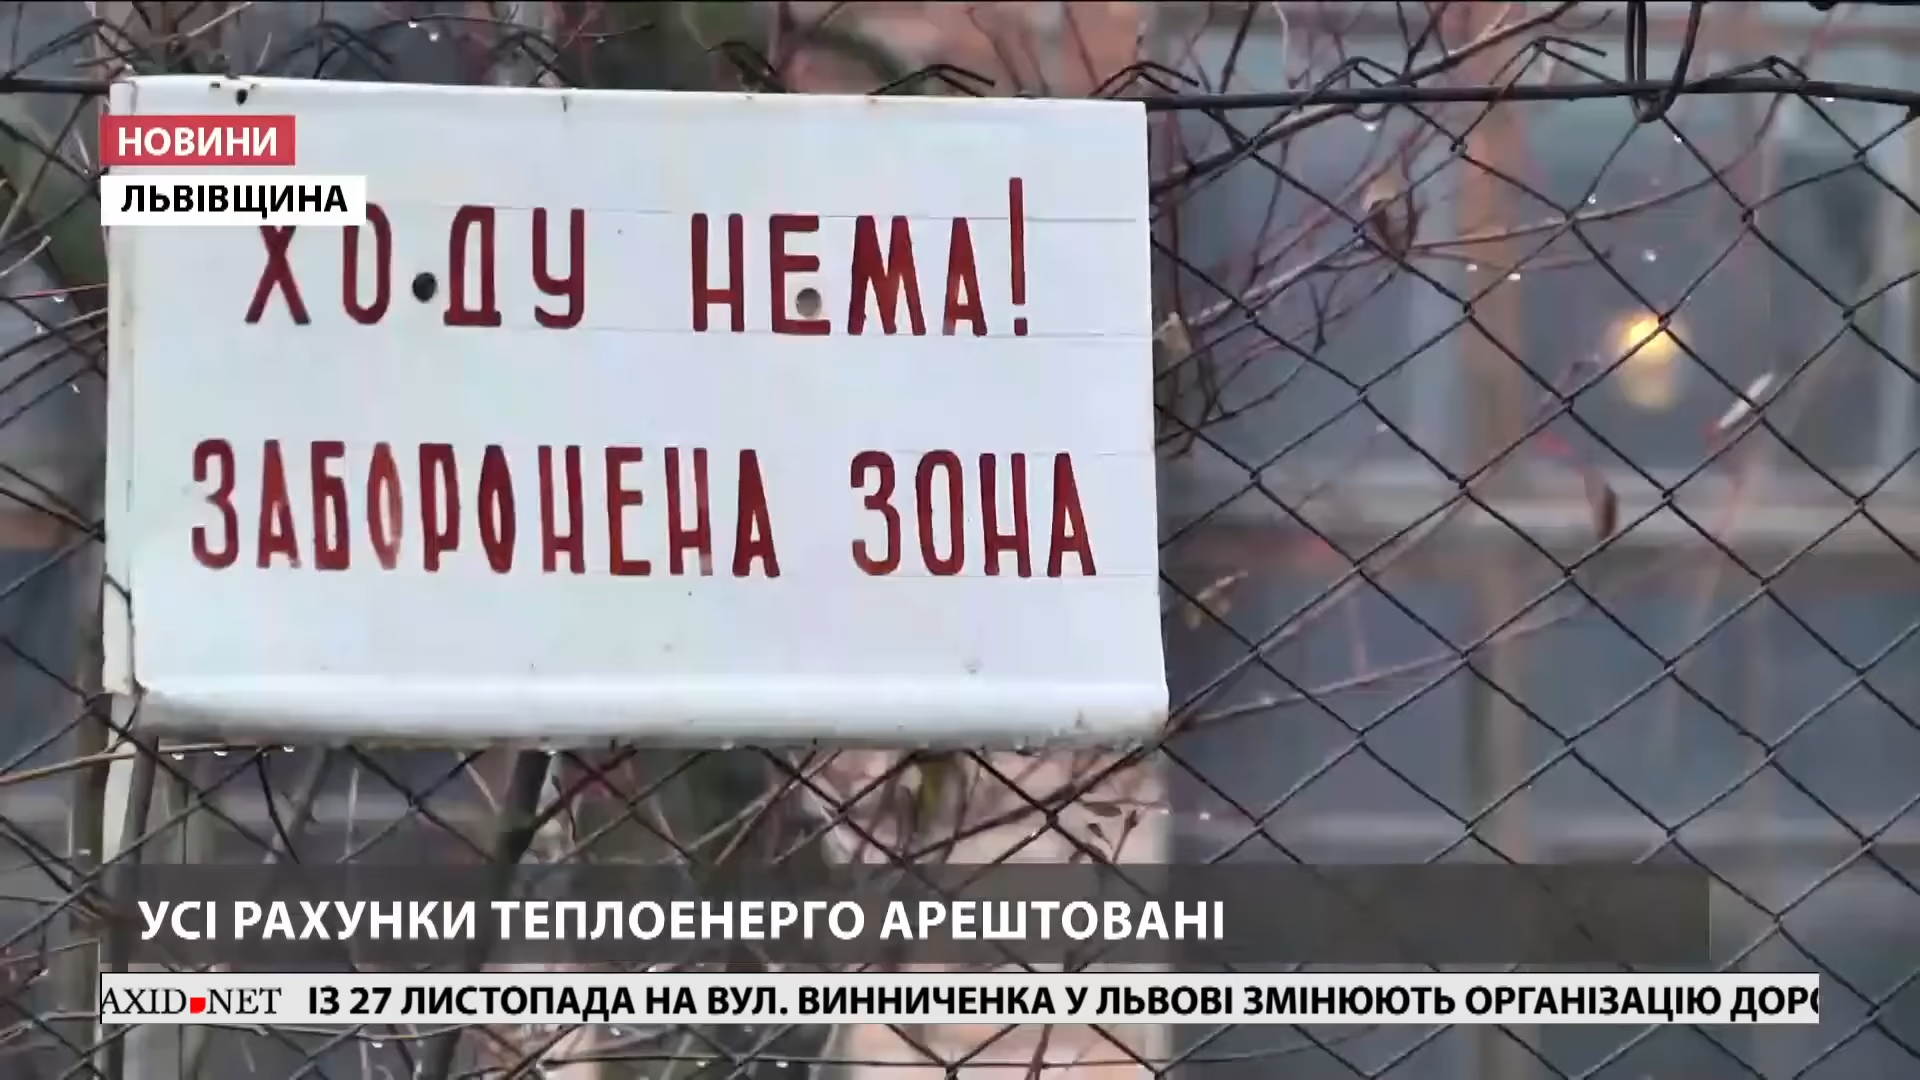 НОВИНИ
ЛЬВІВЩИНА
ХОДУ НЕМА!
ЗАБОРОНЕНА ЗОНА
УСІ РАХУНКИ ТЕПЛОЕНЕРГО АРЕШТОВАНІ
AXID.NET ІЗ 27 ЛИСТОПАДА НА ВУЛ. ВИННИЧЕНКА У ЛЬВОВІ ЗМІНЮЮТЬ ОРГАНІЗАЦІЮ